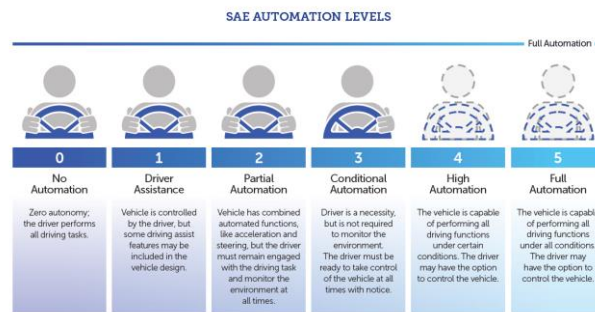 SAE AUTOMATION LEVELS
Full Automation
0
No
Automation
Zero autonomy;
the driver performs
all driving tasks.
1
Driver
Assistance
Vehicle is controlled
by the driver, but
some driving assist
features may be
included in the
vehicle design.
2
Partial
Automation
Vehicle has combined
automated functions,
like acceleration and
steering, but the driver
must remain engaged
with the driving task
and monitor the
environment at
all times.
3
Conditional
Automation
Driver is a necessity,
but is not required
to monitor the
environment.
The driver must be
ready to take control
of the vehicle at all
times with notice.
4
High
Automation
The vehicle is capable
of performing all
driving functions
under certain
conditions. The driver
may have the option
to control the vehicle.
5
Full
Automation
The vehicle is capable
of performing all
driving functions
under all conditions.
The driver may
have the option to
control the vehicle.